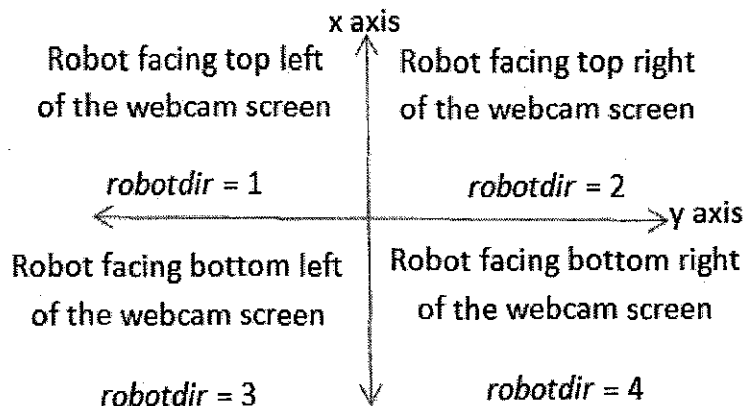 x axis
Robot facing top left
of the webcam screen
robotdir = 1
Robot facing top right
of the webcam screen
robotdir = 2
y axis
Robot facing bottom left
of the webcam screen
robotdir = 3
Robot facing bottom right
of the webcam screen
robotdir = 4